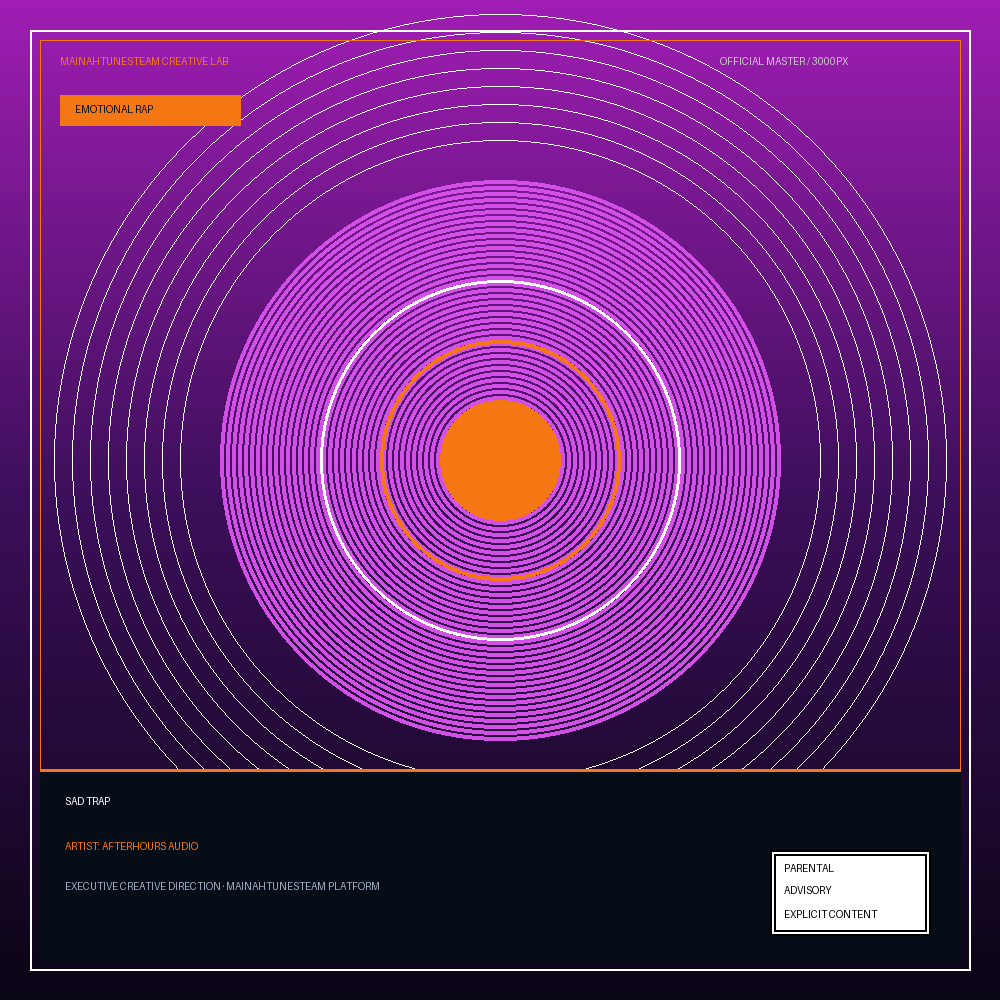 MAINAHTUNESTEAM CREATIVE LAB
OFFICIAL MASTER / 3000PX
EMOTIONAL RAP
SAD TRAP
ARTIST: AFTERHOURS AUDIO
EXECUTIVE CREATIVE DIRECTION · MAINAHTUNESTEAM PLATFORM
PARENTAL
ADVISORY
EXPLICIT CONTENT